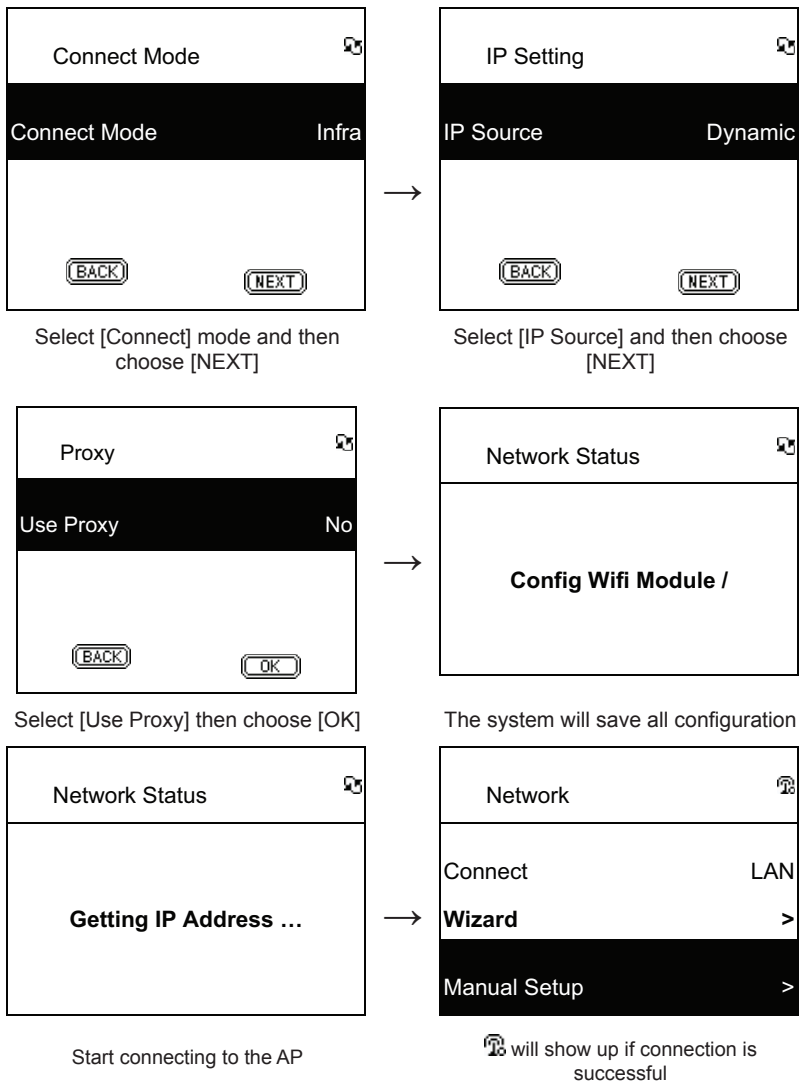 Connect Mode
Connect Mode Infra
BACK NEXT
Select [Connect] mode and then
choose [NEXT]
→
IP Setting
IP Source Dynamic
BACK NEXT
Select [IP Source] and then choose
[NEXT]
Proxy
Use Proxy No
BACK OK
Select [Use Proxy] then choose [OK]
→
Network Status
Config Wifi Module /
The system will save all configuration
Network Status
Getting IP Address …
Start connecting to the AP
→
Network
Connect LAN
Wizard >
Manual Setup >
will show up if connection is
successful